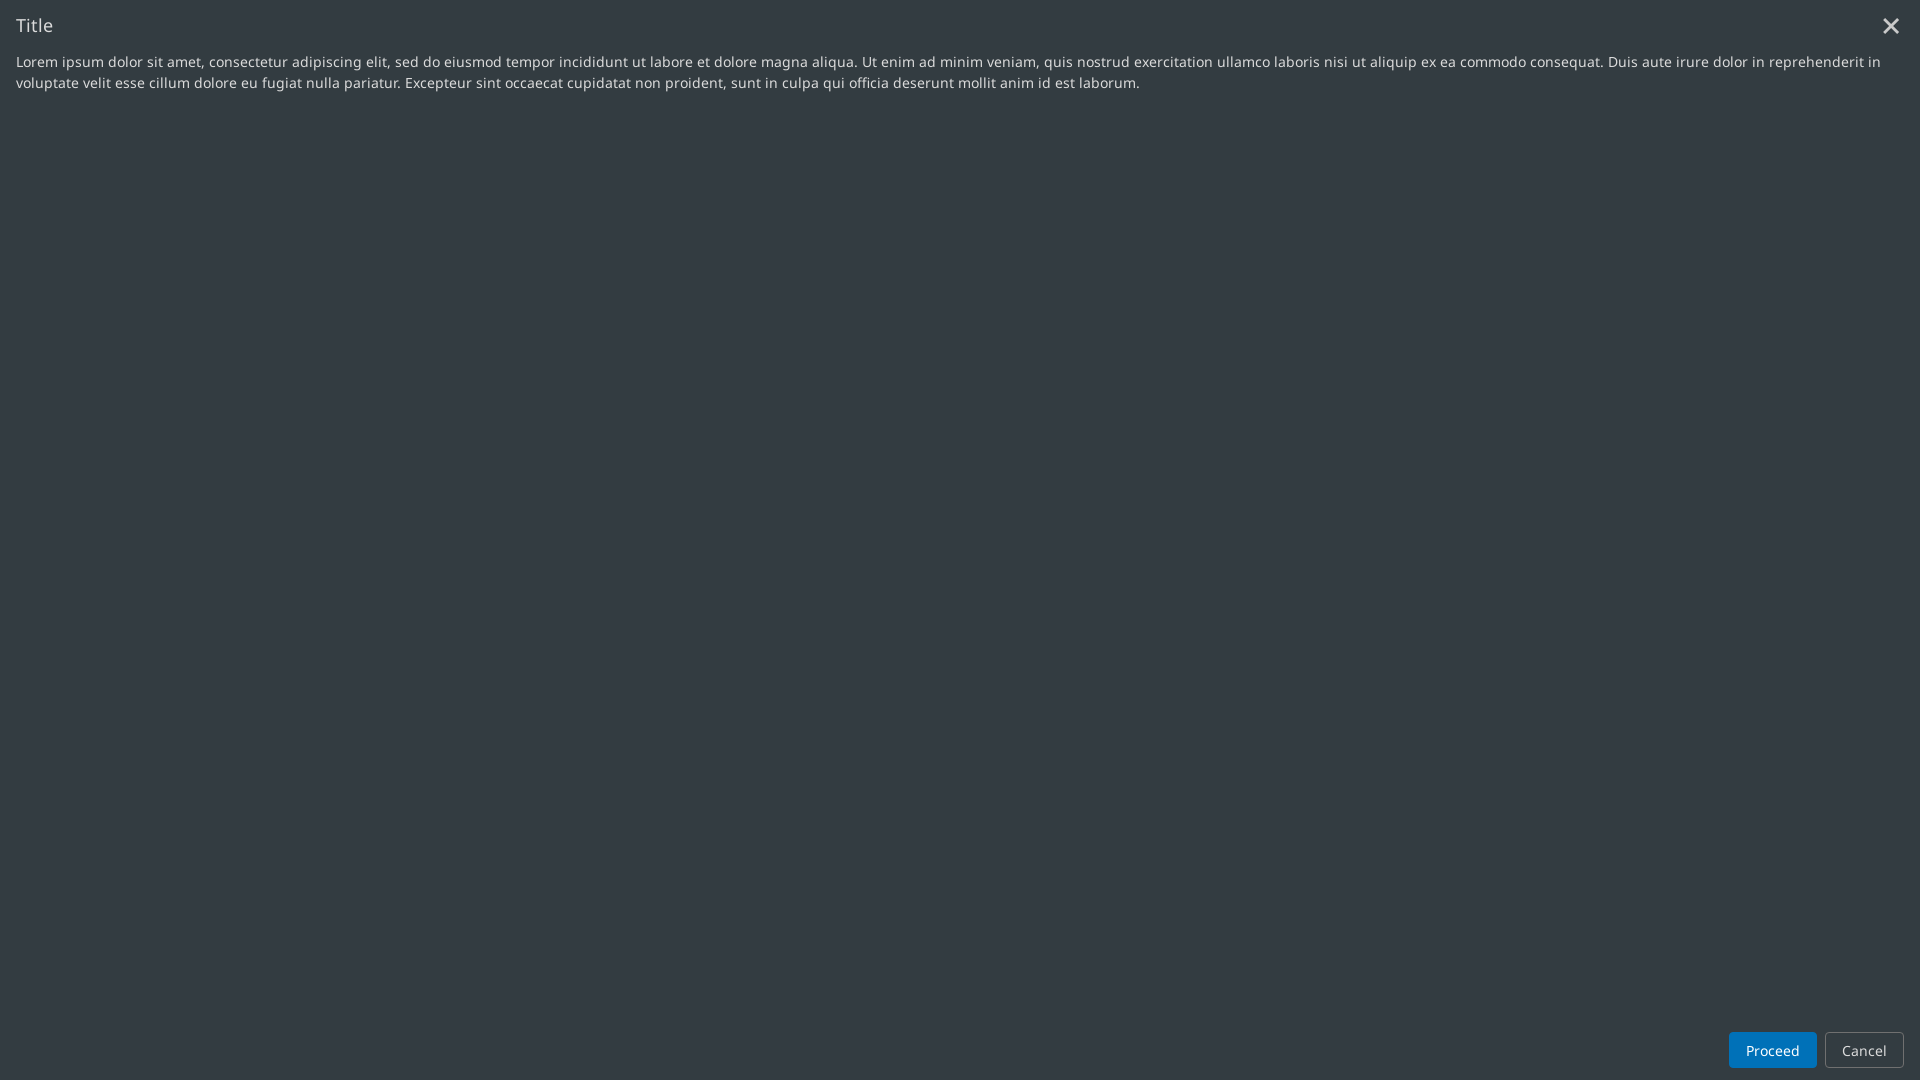 Title
Lorem ipsum dolor sit amet, consectetur adipiscing elit, sed do eiusmod tempor incididunt ut labore et dolore magna aliqua. Ut enim ad minim veniam, quis nostrud exercitation ullamco laboris nisi ut aliquip ex ea commodo consequat. Duis aute irure dolor in reprehenderit in
voluptate velit esse cillum dolore eu fugiat nulla pariatur. Excepteur sint occaecat cupidatat non proident, sunt in culpa qui officia deserunt mollit anim id est laborum.
Proceed
Cancel